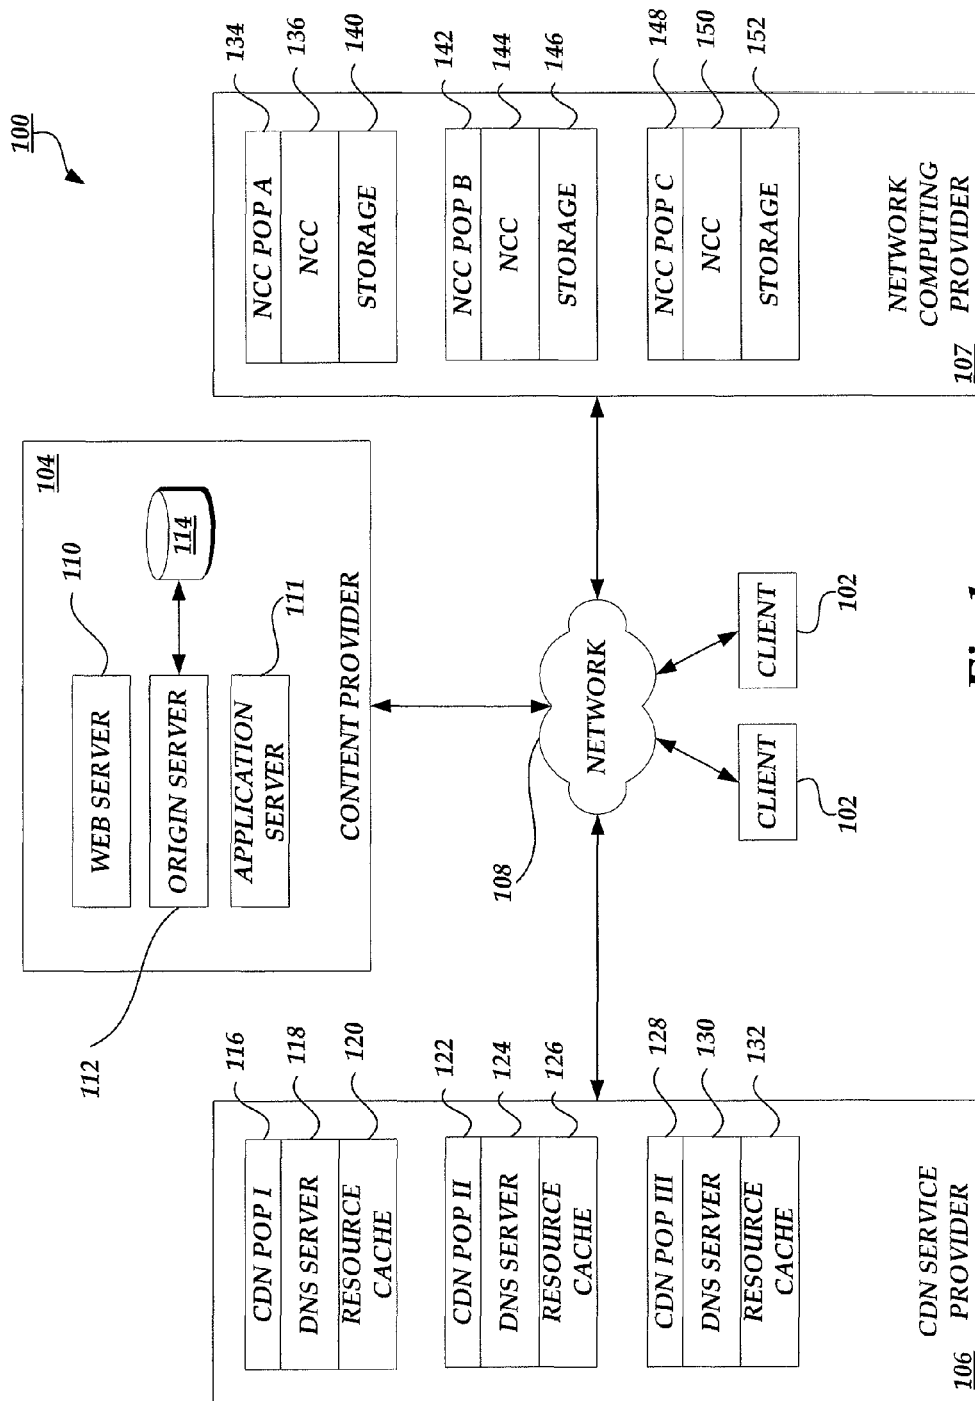 100
104
WEB SERVER
110
ORIGIN SERVER
114
112
APPLICATION
SERVER
111
CONTENT PROVIDER
CDN POP I
116
DNS SERVER
118
RESOURCE
CACHE
120
CDN POP II
122
DNS SERVER
124
RESOURCE
CACHE
126
CDN POP III
128
DNS SERVER
130
RESOURCE
CACHE
132
CDN SERVICE
PROVIDER
106
108
NETWORK
CLIENT
102
CLIENT
102
NCC POP A
134
NCC
136
STORAGE
140
NCC POP B
142
NCC
144
STORAGE
146
NCC POP C
148
NCC
150
STORAGE
152
NETWORK
COMPUTING
PROVIDER
107